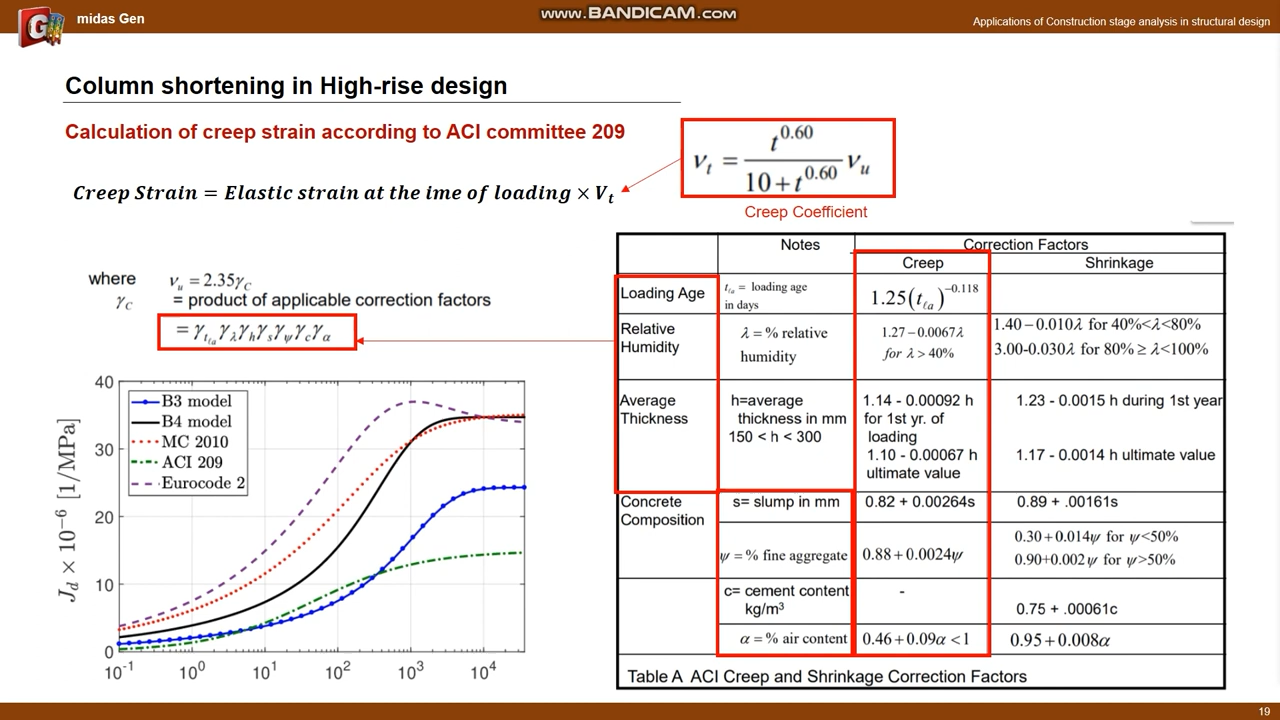 midas Gen
www.BANDICAM.com
Applications of Construction stage analysis in structural design
Column shortening in High-rise design
Calculation of creep strain according to ACI committee 209
Creep Strain = Elastic strain at the ime of loading × V_t
ν_t = t^0.60 / (10 + t^0.60) ν_u
Creep Coefficient
where ν_u = 2.35γ_C
γ_C = product of applicable correction factors
= γ_tℓa γ_λ γ_h γ_s γ_ψ γ_c γ_α
40
30
20
10
0
J_d × 10^-6 [1/MPa]
B3 model
B4 model
MC 2010
ACI 209
Eurocode 2
10^-1 10^0 10^1 10^2 10^3 10^4
Notes Correction Factors
Creep Shrinkage
Loading Age
t_ℓa = loading age
in days
1.25(t_ℓa)^-0.118
Relative
Humidity
λ = % relative
humidity
1.27 − 0.0067λ
for λ > 40%
1.40 − 0.010λ for 40%<λ<80%
3.00-0.030λ for 80% ≥ λ<100%
Average
Thickness
h=average
thickness in mm
150 < h < 300
1.14 - 0.00092 h
for 1st yr. of
loading
1.10 - 0.00067 h
ultimate value
1.23 - 0.0015 h during 1st year
1.17 - 0.0014 h ultimate value
Concrete
Composition
s= slump in mm
0.82 + 0.00264s
0.89 + .00161s
ψ = % fine aggregate
0.88 + 0.0024ψ
0.30 + 0.014ψ for ψ<50%
0.90+0.002ψ for ψ>50%
c= cement content
kg/m³
-
0.75 + .00061c
α = % air content
0.46 + 0.09α <1
0.95 + 0.008α
Table A ACI Creep and Shrinkage Correction Factors
19